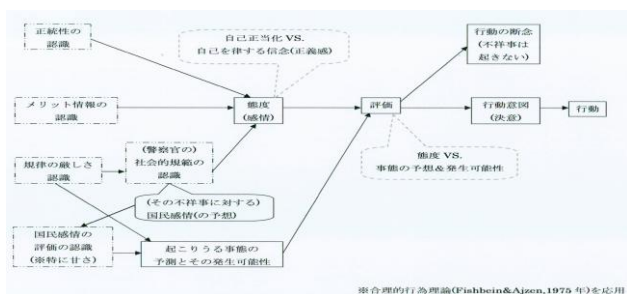 正統性の
認識
自己正当化 VS.
自己を律する信念(正義感)
行動の断念
(不祥事は
起きない)
メリット情報の
認識
態度
(感情)
評価
行動意図
(決意)
行動
規律の厳しさ
認識
(警察官の)
社会的規範の
認識
態度 VS.
事態の予想&発生可能性
(その不祥事に対する)
国民感情(の予想)
国民感情の
評価の認識
(※特に甘さ)
起こりうる事態の
予測とその発生可能性
※合理的行為理論(Fishbein&Ajzen,1975 年)を応用